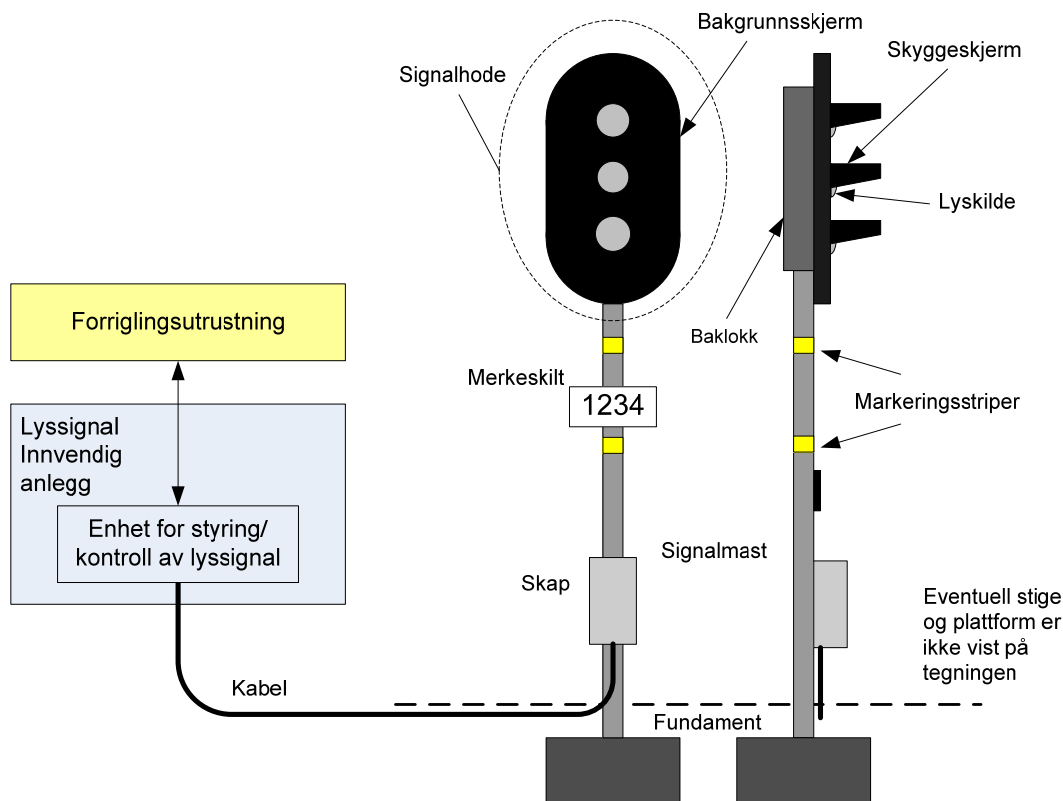 Bakgrunnsskjerm
Skyggeskjerm
Signalhode
Lyskilde
Forriglingsutrustning
Baklokk
Merkeskilt
1234
Markeringsstriper
Lyssignal
Innvendig
anlegg
Enhet for styring/
kontroll av lyssignal
Signalmast
Skap
Eventuell stige
og plattform er
ikke vist på
tegningen
Kabel
Fundament